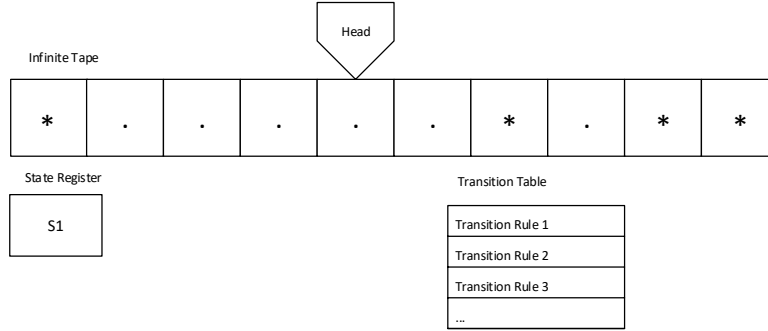 Head
Infinite Tape
* . . . . . * . * *
State Register
Transition Table
S1
Transition Rule 1
Transition Rule 2
Transition Rule 3
...